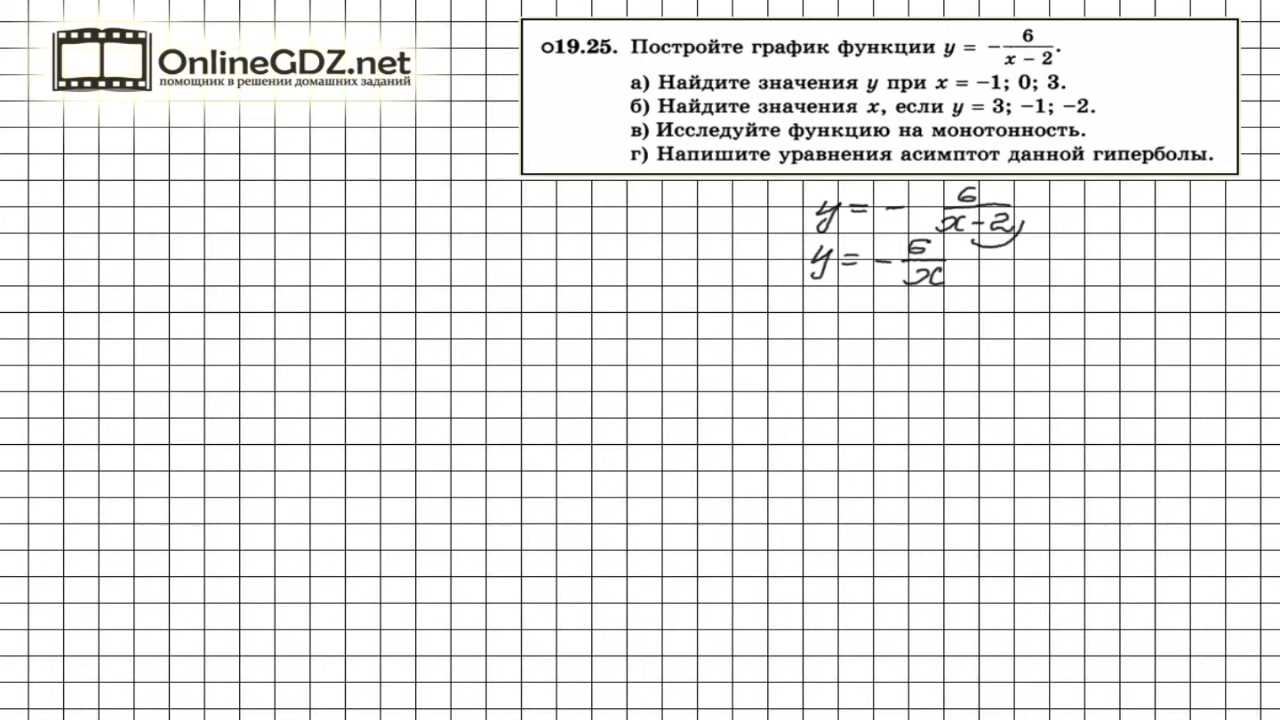 OnlineGDZ.net
помощник в решении домашних заданий
19.25. Постройте график функции y = −6/(x − 2).
а) Найдите значения y при x = −1; 0; 3.
б) Найдите значения x, если y = 3; −1; −2.
в) Исследуйте функцию на монотонность.
г) Напишите уравнения асимптот данной гиперболы.
y = − 6/(x − 2)
y = − 6/x